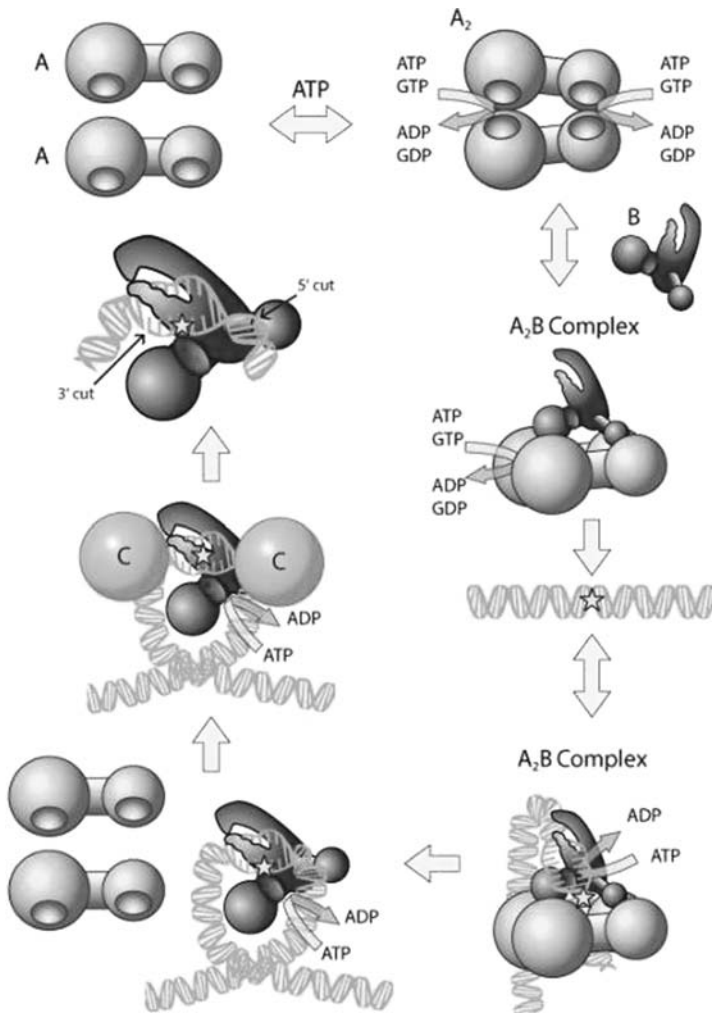 A
A
ATP
A₂
ATP
GTP
ADP
GDP
ATP
GTP
ADP
GDP
B
A₂B Complex
ATP
GTP
ADP
GDP
5' cut
3' cut
C
C
ADP
ATP
A₂B Complex
ADP
ATP
ADP
ATP